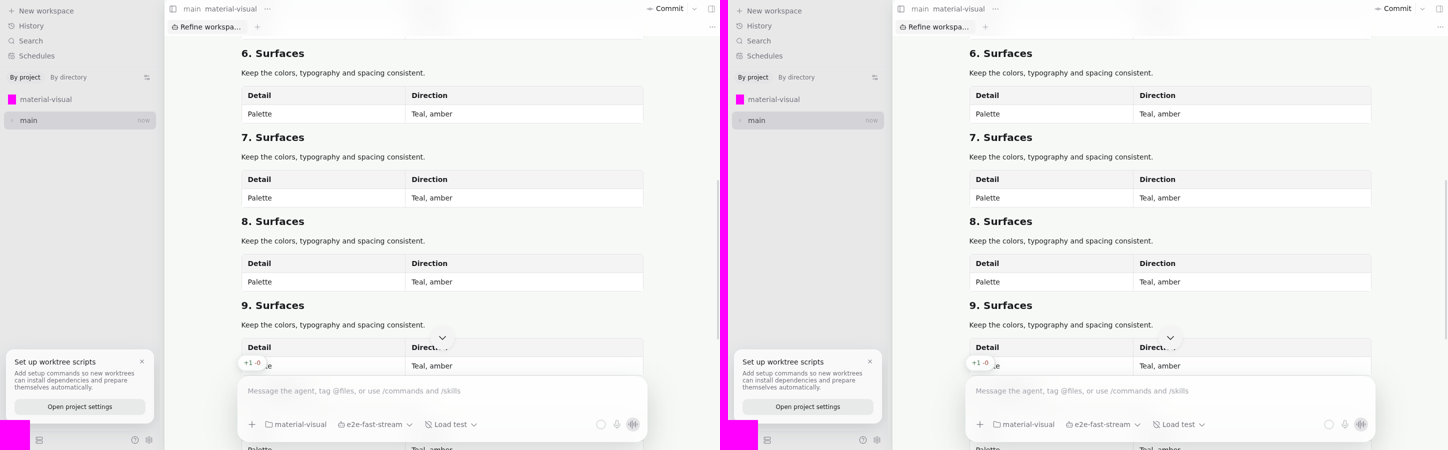 New workspace
History
Search
Schedules
By project By directory
material-visual
main now
Set up worktree scripts
Add setup commands so new worktrees
can install dependencies and prepare
themselves automatically.
Open project settings
main material-visual
Commit
Refine workspa...
6. Surfaces
Keep the colors, typography and spacing consistent.
Detail Direction
Palette Teal, amber
7. Surfaces
Keep the colors, typography and spacing consistent.
Detail Direction
Palette Teal, amber
8. Surfaces
Keep the colors, typography and spacing consistent.
Detail Direction
Palette Teal, amber
9. Surfaces
Keep the colors, typography and spacing consistent.
Detail
Teal, amber
+1 -0
Message the agent, tag @files, or use /commands and /skills
material-visual e2e-fast-stream Load test
New workspace
History
Search
Schedules
By project By directory
material-visual
main now
Set up worktree scripts
Add setup commands so new worktrees
can install dependencies and prepare
themselves automatically.
Open project settings
main material-visual
Commit
Refine workspa...
6. Surfaces
Keep the colors, typography and spacing consistent.
Detail Direction
Palette Teal, amber
7. Surfaces
Keep the colors, typography and spacing consistent.
Detail Direction
Palette Teal, amber
8. Surfaces
Keep the colors, typography and spacing consistent.
Detail Direction
Palette Teal, amber
9. Surfaces
Keep the colors, typography and spacing consistent.
Detail
Teal, amber
+1 -0
Message the agent, tag @files, or use /commands and /skills
material-visual e2e-fast-stream Load test